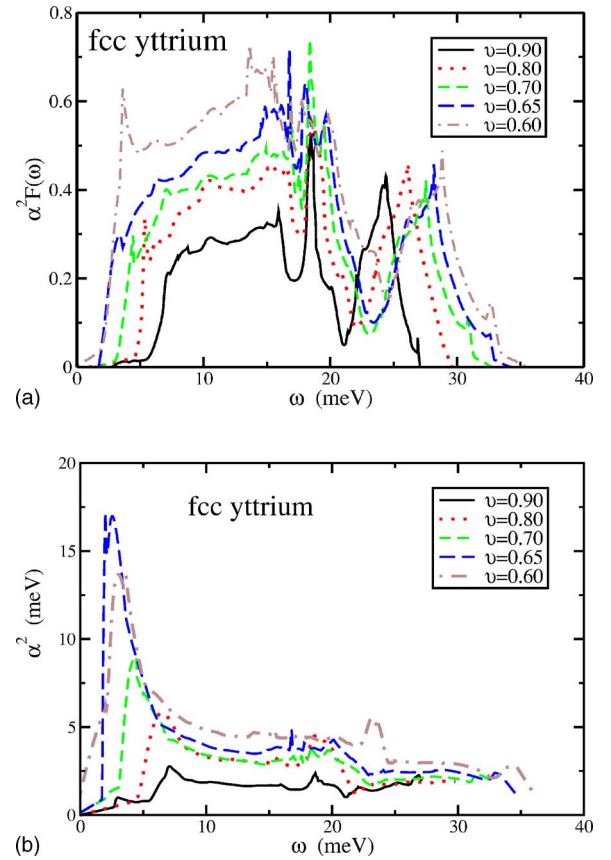 0.8
fcc yttrium
υ=0.90
υ=0.80
υ=0.70
υ=0.65
υ=0.60
0.6
0.4
0.2
0
α²F(ω)
0 10 20 30 40
(a)
ω (meV)
20
fcc yttrium
υ=0.90
υ=0.80
υ=0.70
υ=0.65
υ=0.60
15
10
5
0
α² (meV)
0 10 20 30 40
(b)
ω (meV)